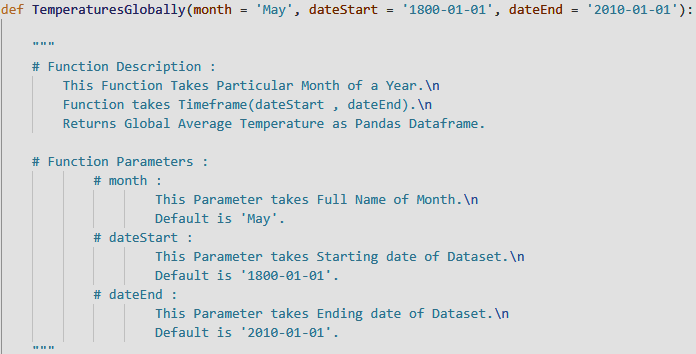 def TemperaturesGlobally(month = 'May', dateStart = '1800-01-01', dateEnd = '2010-01-01'):
"""
# Function Description :
This Function Takes Particular Month of a Year.\n
Function takes Timeframe(dateStart , dateEnd).\n
Returns Global Average Temperature as Pandas Dataframe.
# Function Parameters :
# month :
This Parameter takes Full Name of Month.\n
Default is 'May'.
# dateStart :
This Parameter takes Starting date of Dataset.\n
Default is '1800-01-01'.
# dateEnd :
This Parameter takes Ending date of Dataset.\n
Default is '2010-01-01'.
"""